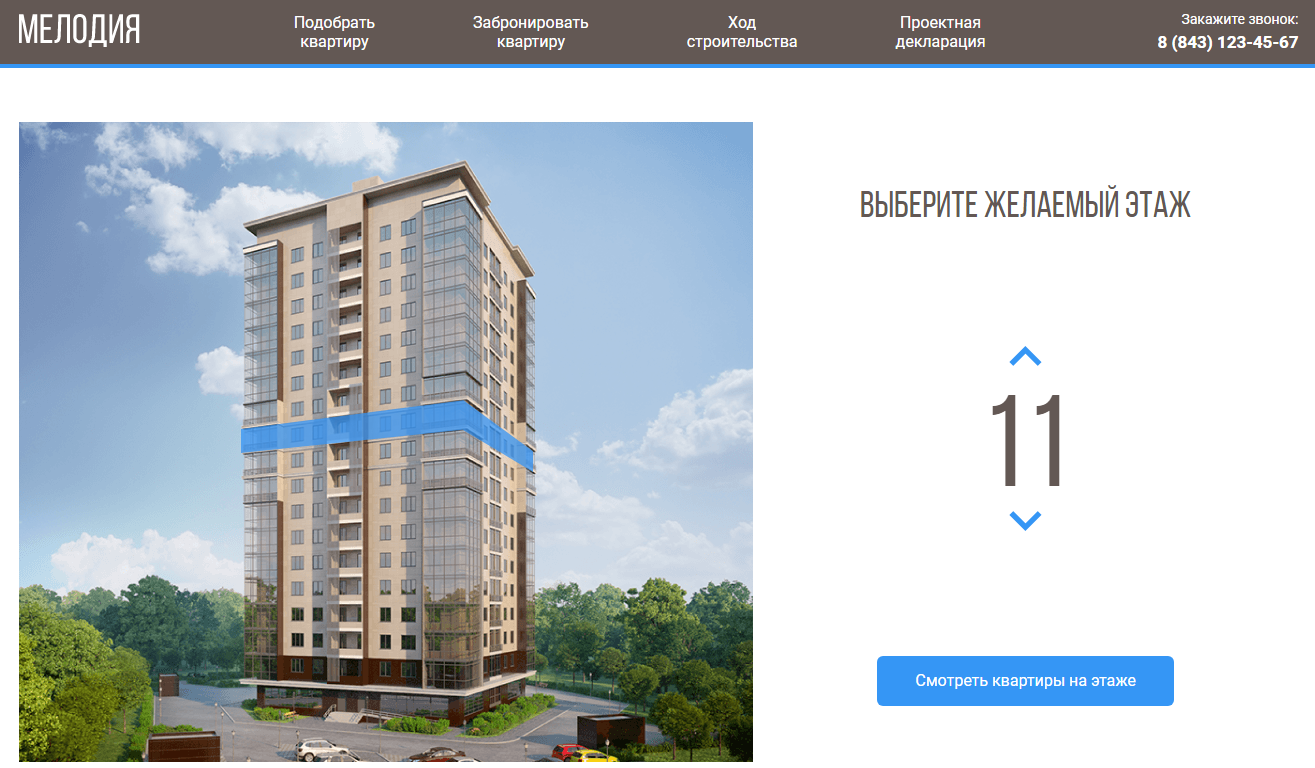 МЕЛОДИЯ
Подобрать
квартиру
Забронировать
квартиру
Ход
строительства
Проектная
декларация
Закажите звонок:
8 (843) 123-45-67
ВЫБЕРИТЕ ЖЕЛАЕМЫЙ ЭТАЖ
11
Смотреть квартиры на этаже